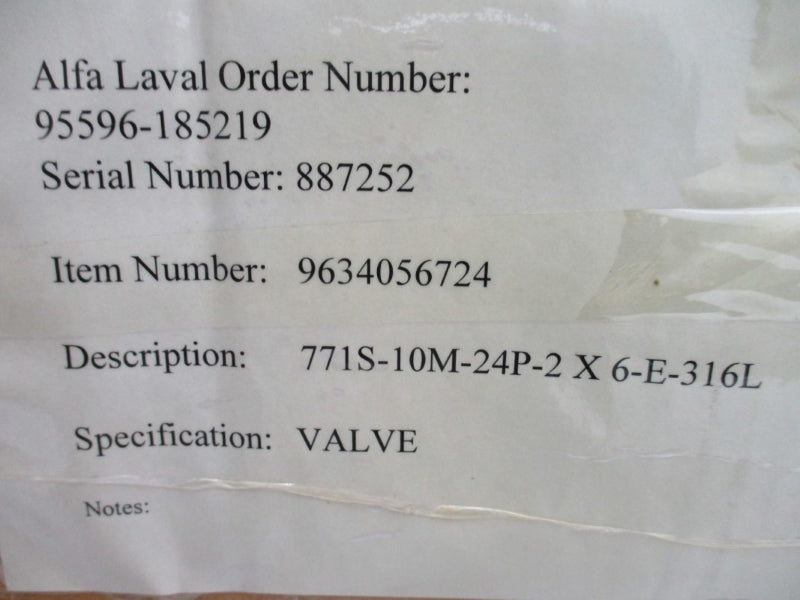 Alfa Laval Order Number:
95596-185219
Serial Number: 887252
Item Number: 9634056724
Description: 771S-10M-24P-2 X 6-E-316L
Specification: VALVE
Notes: